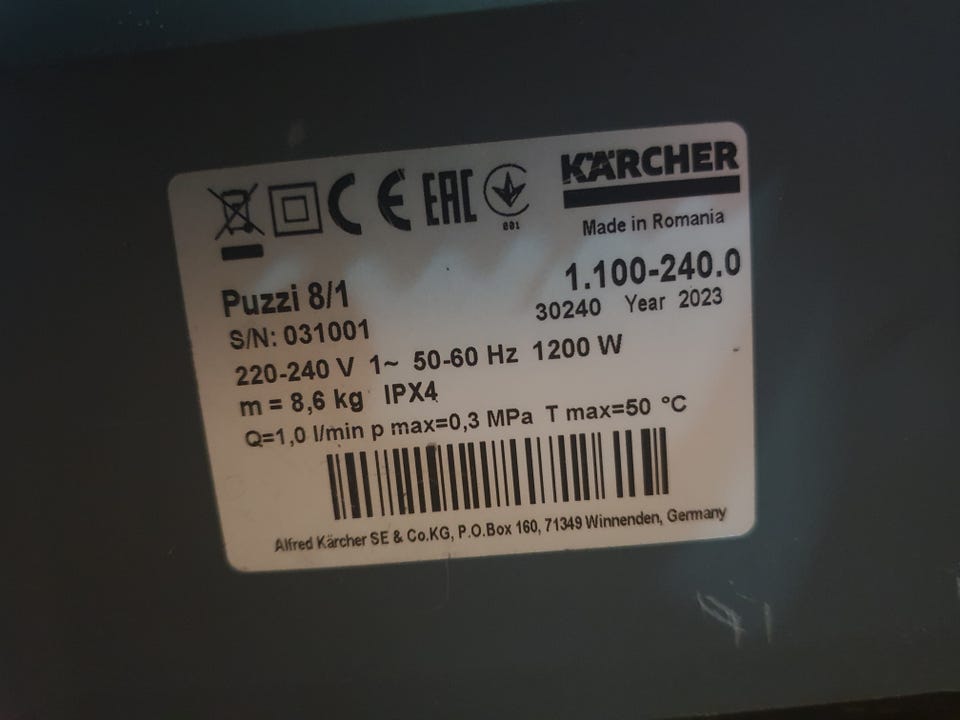 CE EAC
001
KÄRCHER
Made in Romania
Puzzi 8/1
1.100-240.0
S/N: 031001
30240 Year 2023
220-240 V 1~ 50-60 Hz 1200 W
m = 8,6 kg IPX4
Q=1,0 l/min p max=0,3 MPa T max=50 °C
Alfred Kärcher SE & Co.KG, P.O.Box 160, 71349 Winnenden, Germany